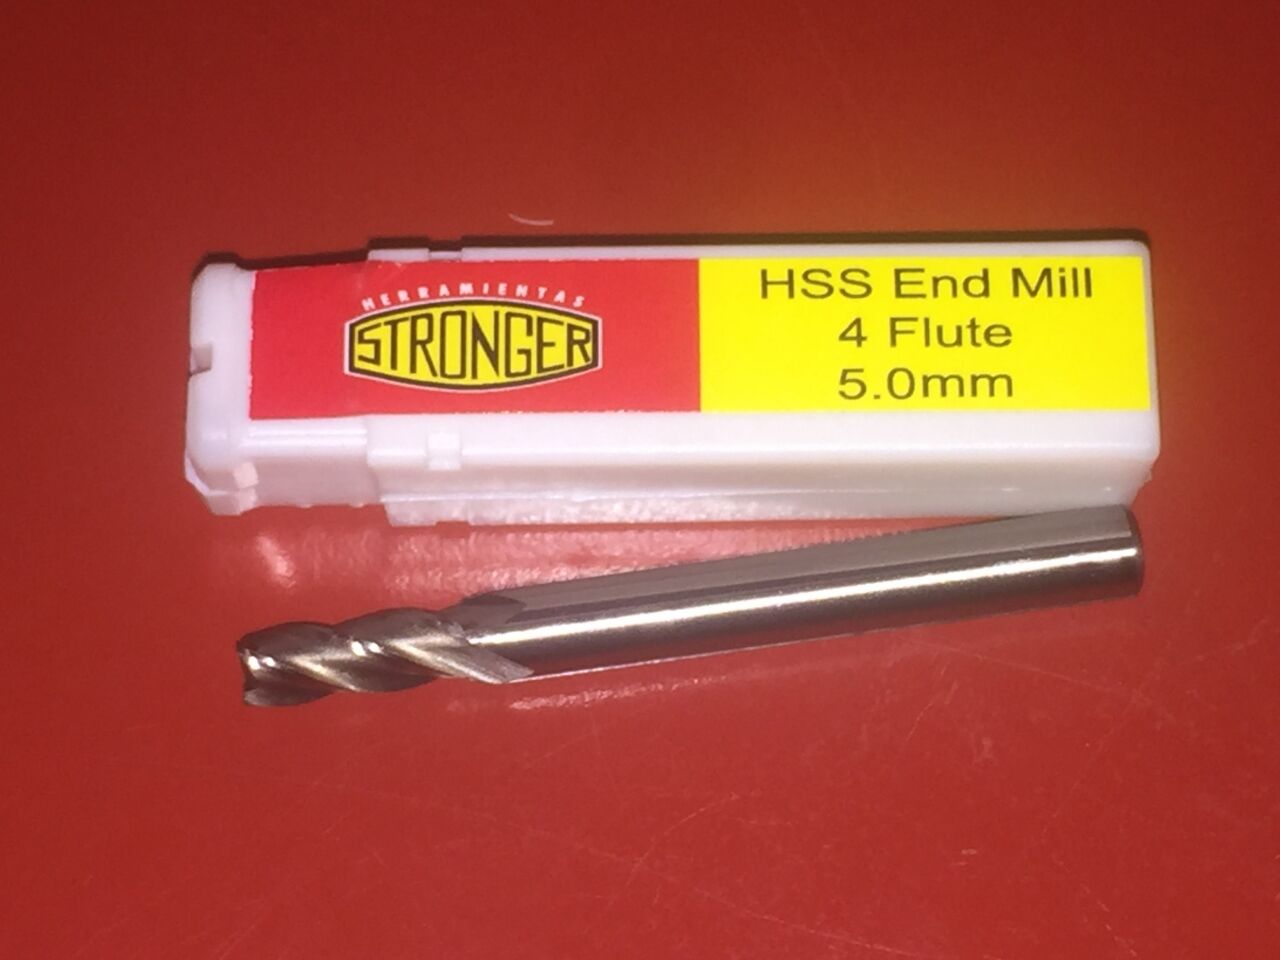 HERRAMIENTAS
STRONGER
HSS End Mill
4 Flute
5.0mm